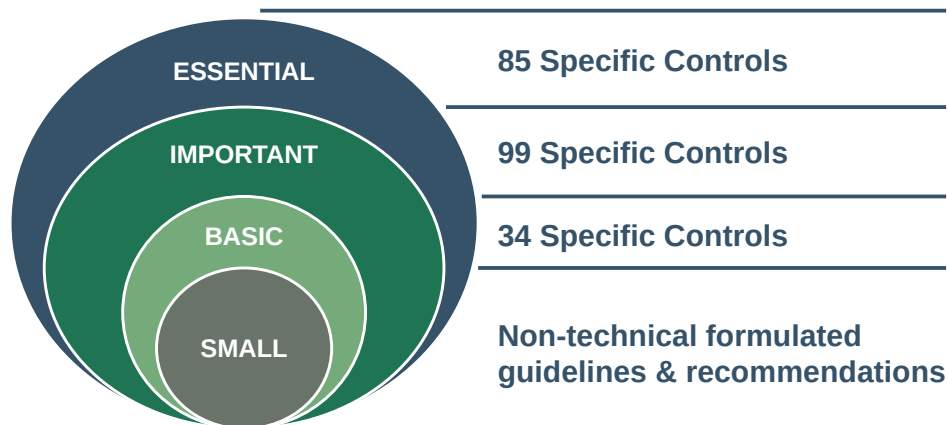 ESSENTIAL
85 Specific Controls
IMPORTANT
99 Specific Controls
BASIC
34 Specific Controls
SMALL
Non-technical formulated
guidelines & recommendations